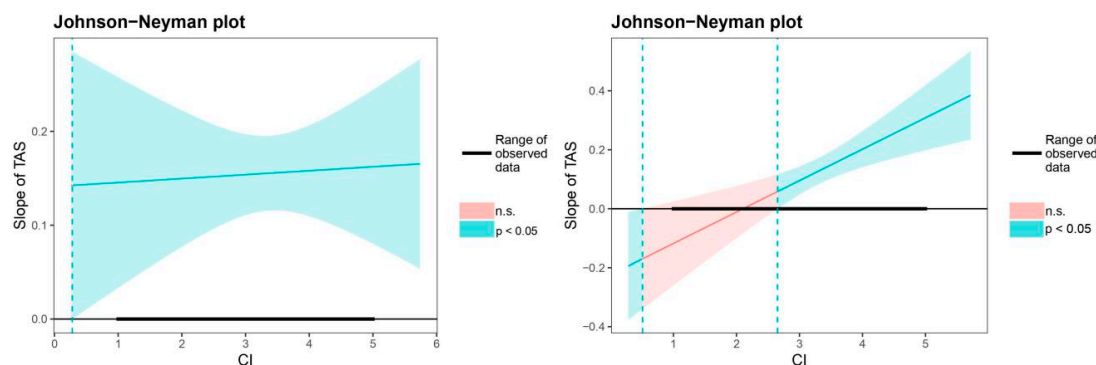 Johnson−Neyman plot
Slope of TAS
0.2
0.1
0.0
0 1 2 3 4 5 6
CI
Range of
observed
data
n.s.
p < 0.05
Johnson−Neyman plot
Slope of TAS
0.4
0.2
0.0
−0.2
−0.4
1 2 3 4 5
CI
Range of
observed
data
n.s.
p < 0.05